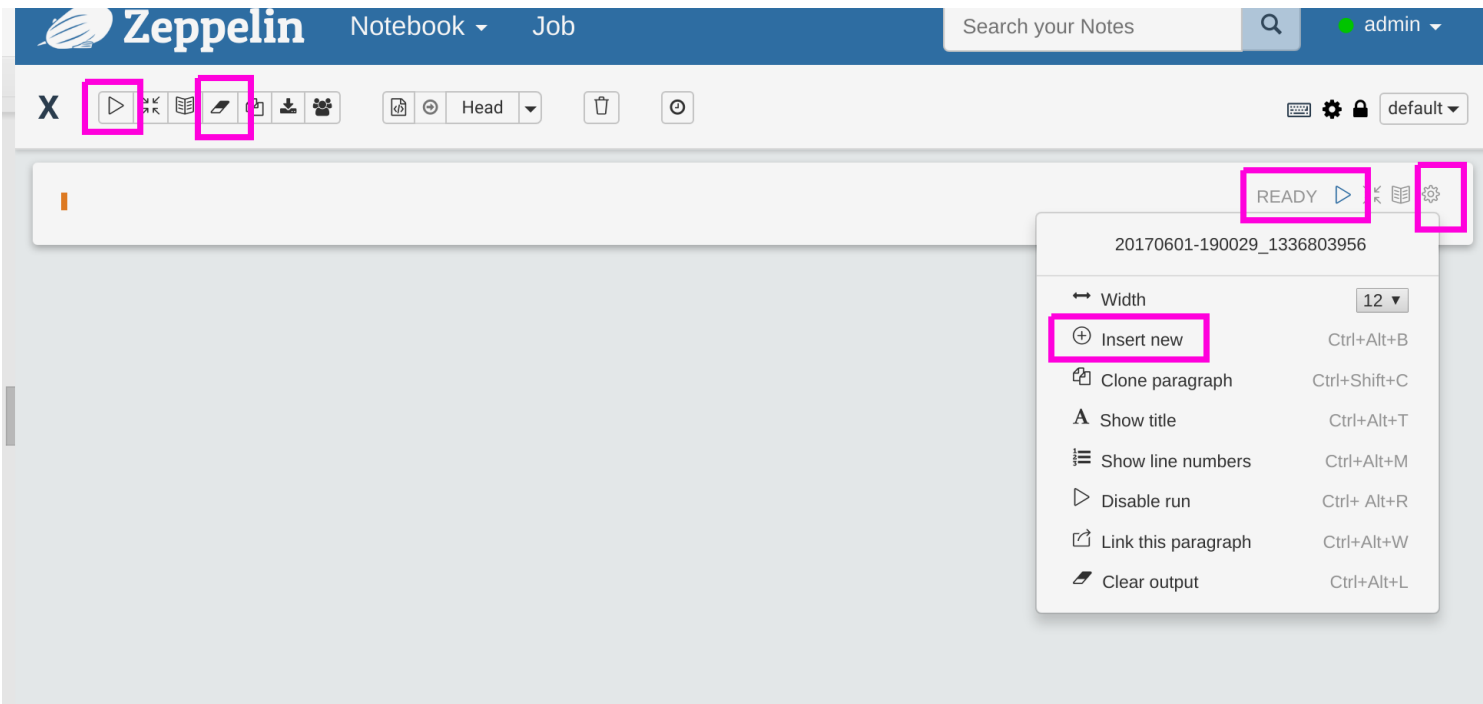 Zeppelin Notebook Job Search your Notes admin
X Head default
READY
20170601-190029_1336803956
Width 12
Insert new Ctrl+Alt+B
Clone paragraph Ctrl+Shift+C
Show title Ctrl+Alt+T
Show line numbers Ctrl+Alt+M
Disable run Ctrl+ Alt+R
Link this paragraph Ctrl+Alt+W
Clear output Ctrl+Alt+L